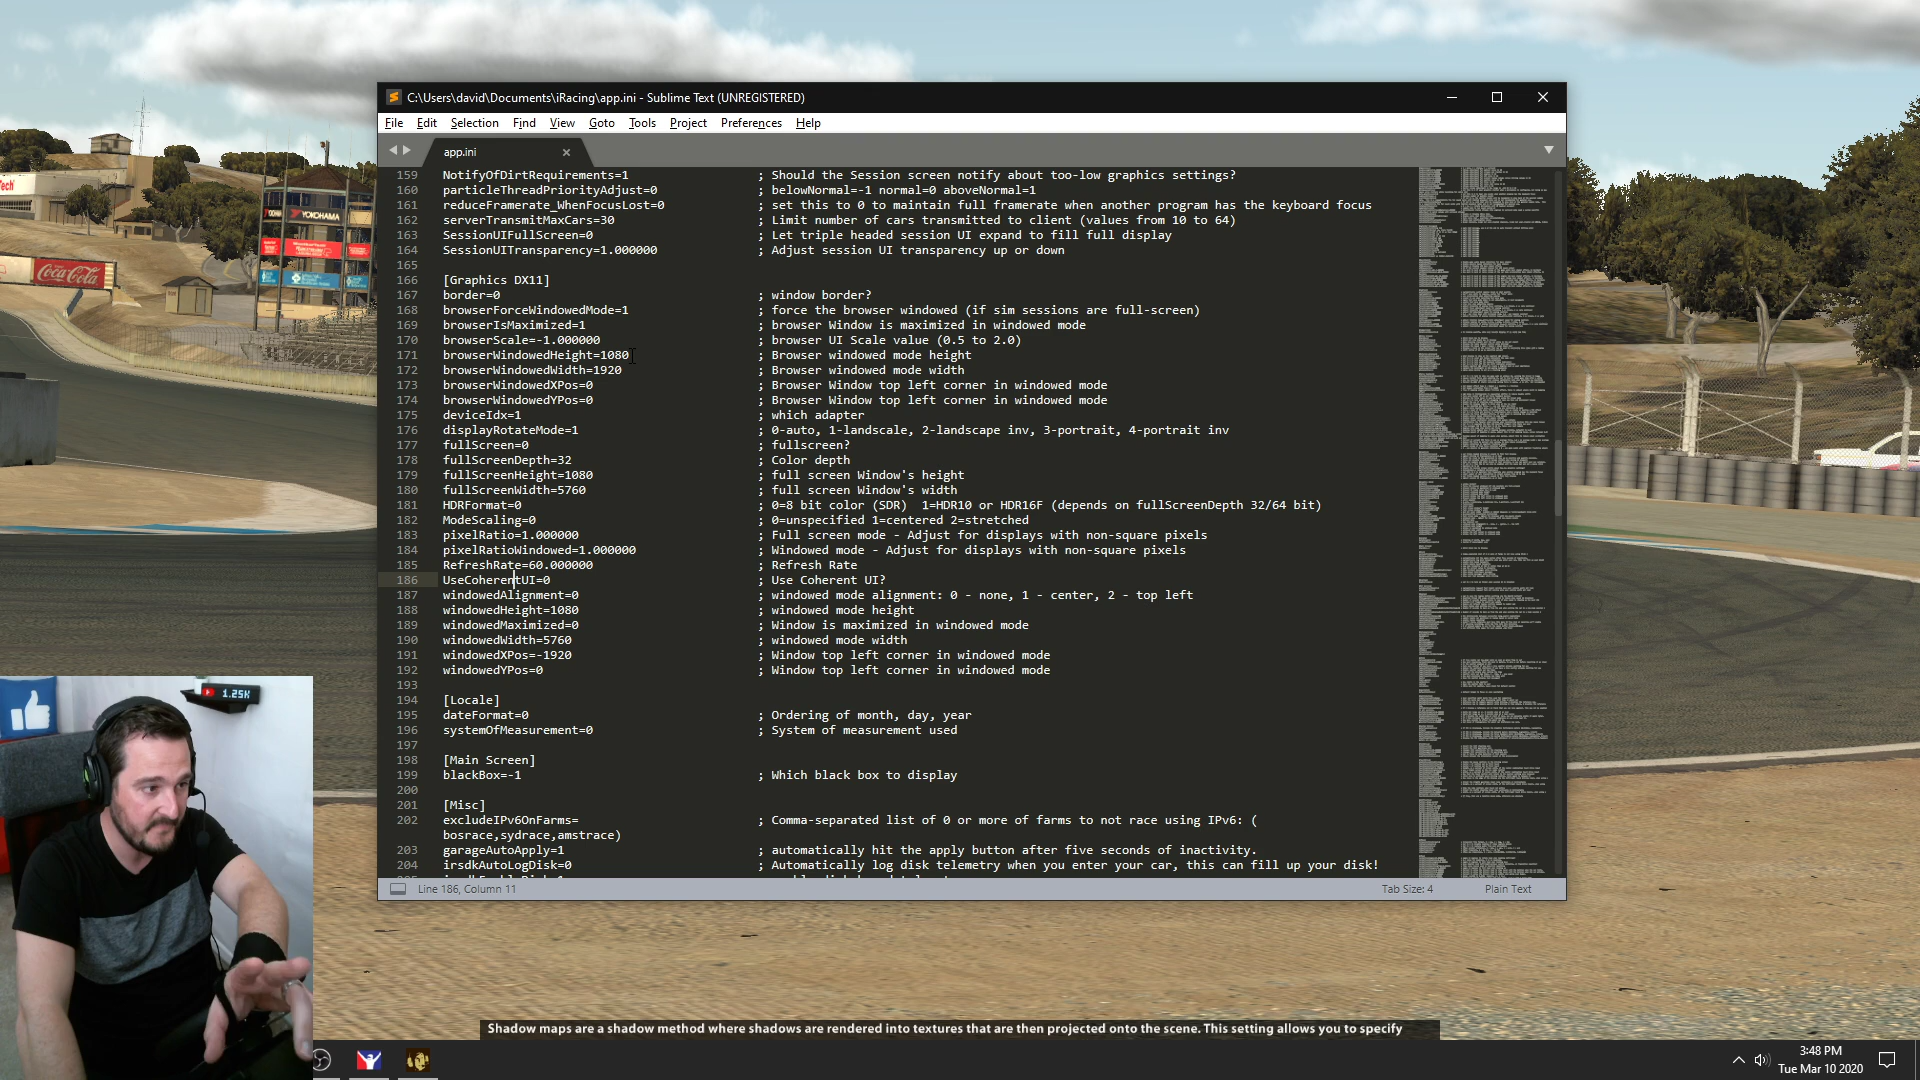 C:\Users\david\Documents\iRacing\app.ini - Sublime Text (UNREGISTERED)
File Edit Selection Find View Goto Tools Project Preferences Help
app.ini
159 NotifyOfDirtRequirements=1 ; Should the Session screen notify about too-low graphics settings?
160 particleThreadPriorityAdjust=0 ; belowNormal=-1 normal=0 aboveNormal=1
161 reduceFramerate_WhenFocusLost=0 ; set this to 0 to maintain full framerate when another program has the keyboard focus
162 serverTransmitMaxCars=30 ; Limit number of cars transmitted to client (values from 10 to 64)
163 SessionUIFullScreen=0 ; Let triple headed session UI expand to fill full display
164 SessionUITransparency=1.000000 ; Adjust session UI transparency up or down
165
166 [Graphics DX11]
167 border=0 ; window border?
168 browserForceWindowedMode=1 ; force the browser windowed (if sim sessions are full-screen)
169 browserIsMaximized=1 ; browser Window is maximized in windowed mode
170 browserScale=-1.000000 ; browser UI Scale value (0.5 to 2.0)
171 browserWindowedHeight=1080 ; Browser windowed mode height
172 browserWindowedWidth=1920 ; Browser windowed mode width
173 browserWindowedXPos=0 ; Browser Window top left corner in windowed mode
174 browserWindowedYPos=0 ; Browser Window top left corner in windowed mode
175 deviceIdx=1 ; which adapter
176 displayRotateMode=1 ; 0-auto, 1-landscape, 2-landscape inv, 3-portrait, 4-portrait inv
177 fullScreen=0 ; fullscreen?
178 fullScreenDepth=32 ; Color depth
179 fullScreenHeight=1080 ; full screen Window's height
180 fullScreenWidth=5760 ; full screen Window's width
181 HDRFormat=0 ; 0=8 bit color (SDR) 1=HDR10 or HDR16F (depends on fullScreenDepth 32/64 bit)
182 ModeScaling=0 ; 0=unspecified 1=centered 2=stretched
183 pixelRatio=1.000000 ; Full screen mode - Adjust for displays with non-square pixels
184 pixelRatioWindowed=1.000000 ; Windowed mode - Adjust for displays with non-square pixels
185 RefreshRate=60.000000 ; Refresh Rate
186 UseCoherentUI=0 ; Use Coherent UI?
187 windowedAlignment=0 ; windowed mode alignment: 0 - none, 1 - center, 2 - top left
188 windowedHeight=1080 ; windowed mode height
189 windowedMaximized=0 ; Window is maximized in windowed mode
190 windowedWidth=5760 ; windowed mode width
191 windowedXPos=-1920 ; Window top left corner in windowed mode
192 windowedYPos=0 ; Window top left corner in windowed mode
193
194 [Locale]
195 dateFormat=0 ; Ordering of month, day, year
196 systemOfMeasurement=0 ; System of measurement used
197
198 [Main Screen]
199 blackBox=-1 ; Which black box to display
200
201 [Misc]
202 excludeIPv6OnFarms= ; Comma-separated list of 0 or more of farms to not race using IPv6: (
bosrace,sydrace,amstrace)
203 garageAutoApply=1 ; automatically hit the apply button after five seconds of inactivity.
204 irsdkAutoLogDisk=0 ; Automatically log disk telemetry when you enter your car, this can fill up your disk!
Line 186, Column 11
Tab Size: 4
Plain Text
Tech
YOKOHAMA
Coca-Cola
1.25K
Shadow maps are a shadow method where shadows are rendered into textures that are then projected onto the scene. This setting allows you to specify
3:48 PM
Tue Mar 10 2020